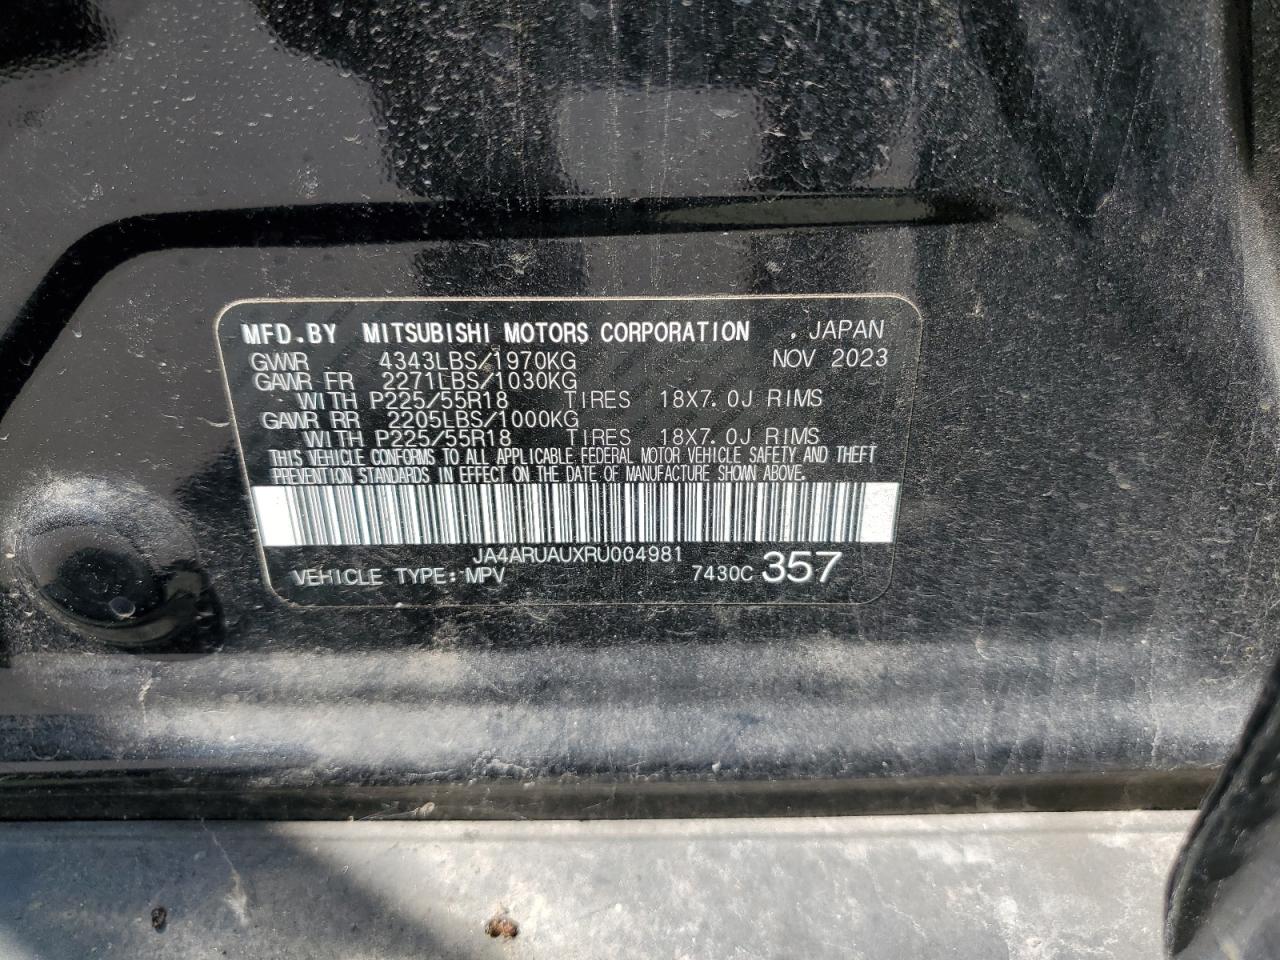 MFD.BY MITSUBISHI MOTORS CORPORATION , JAPAN
GVWR 4343LBS/1970KG NOV 2023
GAWR FR 2271LBS/1030KG
WITH P225/55R18 TIRES 18X7.0J RIMS
GAWR RR 2205LBS/1000KG
WITH P225/55R18 TIRES 18X7.0J RIMS
THIS VEHICLE CONFORMS TO ALL APPLICABLE FEDERAL MOTOR VEHICLE SAFETY AND THEFT
PREVENTION STANDARDS IN EFFECT ON THE DATE OF MANUFACTURE SHOWN ABOVE.
JA4ARUAUXRU004981
VEHICLE TYPE: MPV 7430C 357